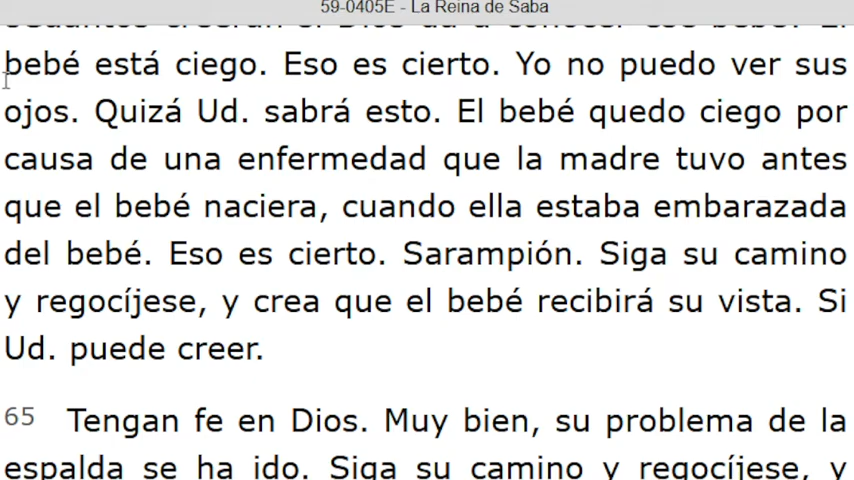 59-0405E - La Reina de Saba
bebé está ciego. Eso es cierto. Yo no puedo ver sus
ojos. Quizá Ud. sabrá esto. El bebé quedo ciego por
causa de una enfermedad que la madre tuvo antes
que el bebé naciera, cuando ella estaba embarazada
del bebé. Eso es cierto. Sarampión. Siga su camino
y regocíjese, y crea que el bebé recibirá su vista. Si
Ud. puede creer.
65 Tengan fe en Dios. Muy bien, su problema de la
espalda se ha ido. Siga su camino y regocíjese, y